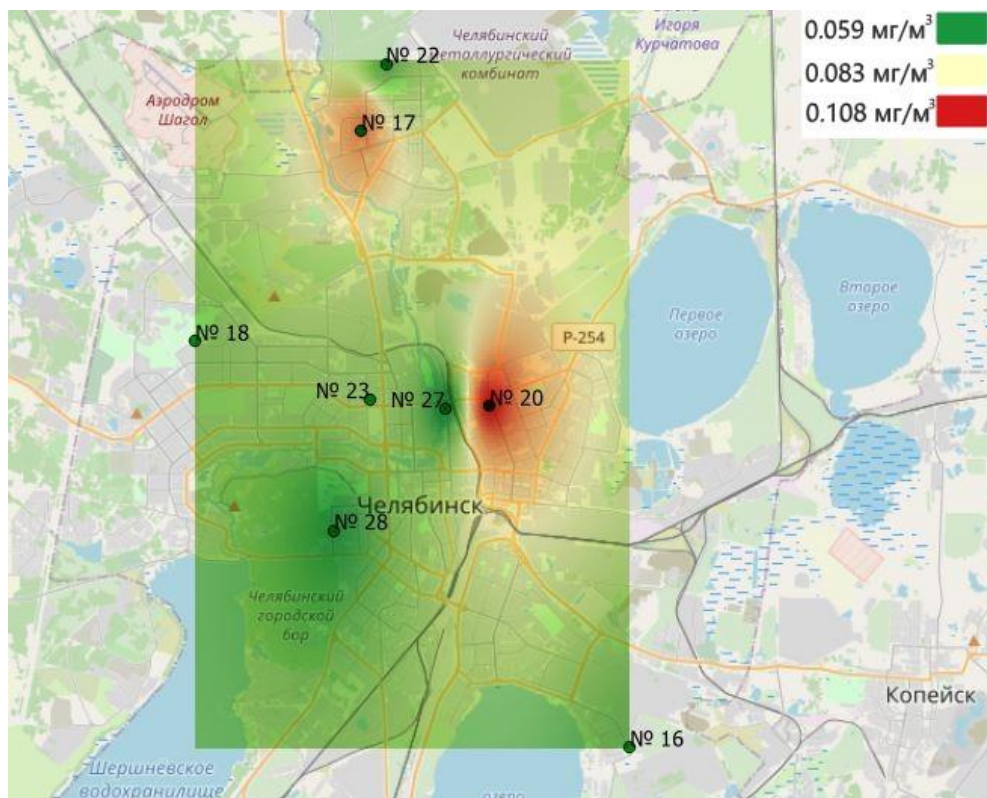 Игоря
Курчатова
0.059 мг/м³
0.083 мг/м³
0.108 мг/м³
Челябинский
металлургический
комбинат
№ 22
Аэродром
Шагол
№ 17
Первое
озеро
Второе
озеро
Р-254
№ 18
№ 23
№ 27
№ 20
Челябинск
№ 28
Челябинский
городской
бор
Копейск
№ 16
Шершневское
водохранилище
озеро